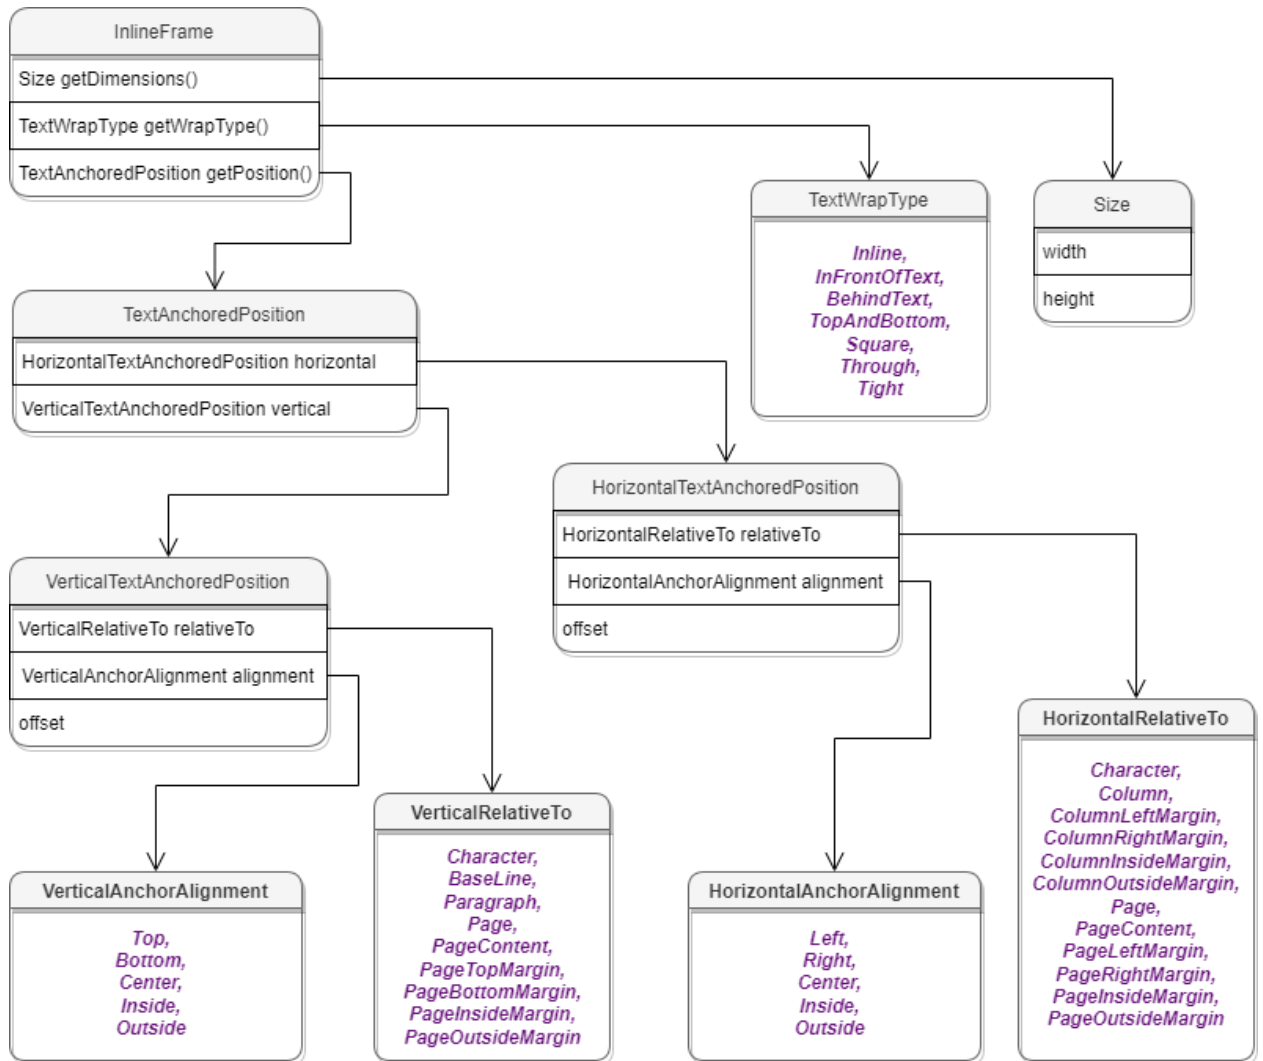 InlineFrame
Size getDimensions()
TextWrapType getWrapType()
TextAnchoredPosition getPosition()
TextWrapType
Inline,
InFrontOfText,
BehindText,
TopAndBottom,
Square,
Through,
Tight
Size
width
height
TextAnchoredPosition
HorizontalTextAnchoredPosition horizontal
VerticalTextAnchoredPosition vertical
HorizontalTextAnchoredPosition
HorizontalRelativeTo relativeTo
HorizontalAnchorAlignment alignment
offset
VerticalTextAnchoredPosition
VerticalRelativeTo relativeTo
VerticalAnchorAlignment alignment
offset
VerticalAnchorAlignment
Top,
Bottom,
Center,
Inside,
Outside
VerticalRelativeTo
Character,
BaseLine,
Paragraph,
Page,
PageContent,
PageTopMargin,
PageBottomMargin,
PageInsideMargin,
PageOutsideMargin
HorizontalAnchorAlignment
Left,
Right,
Center,
Inside,
Outside
HorizontalRelativeTo
Character,
Column,
ColumnLeftMargin,
ColumnRightMargin,
ColumnInsideMargin,
ColumnOutsideMargin,
Page,
PageContent,
PageLeftMargin,
PageRightMargin,
PageInsideMargin,
PageOutsideMargin